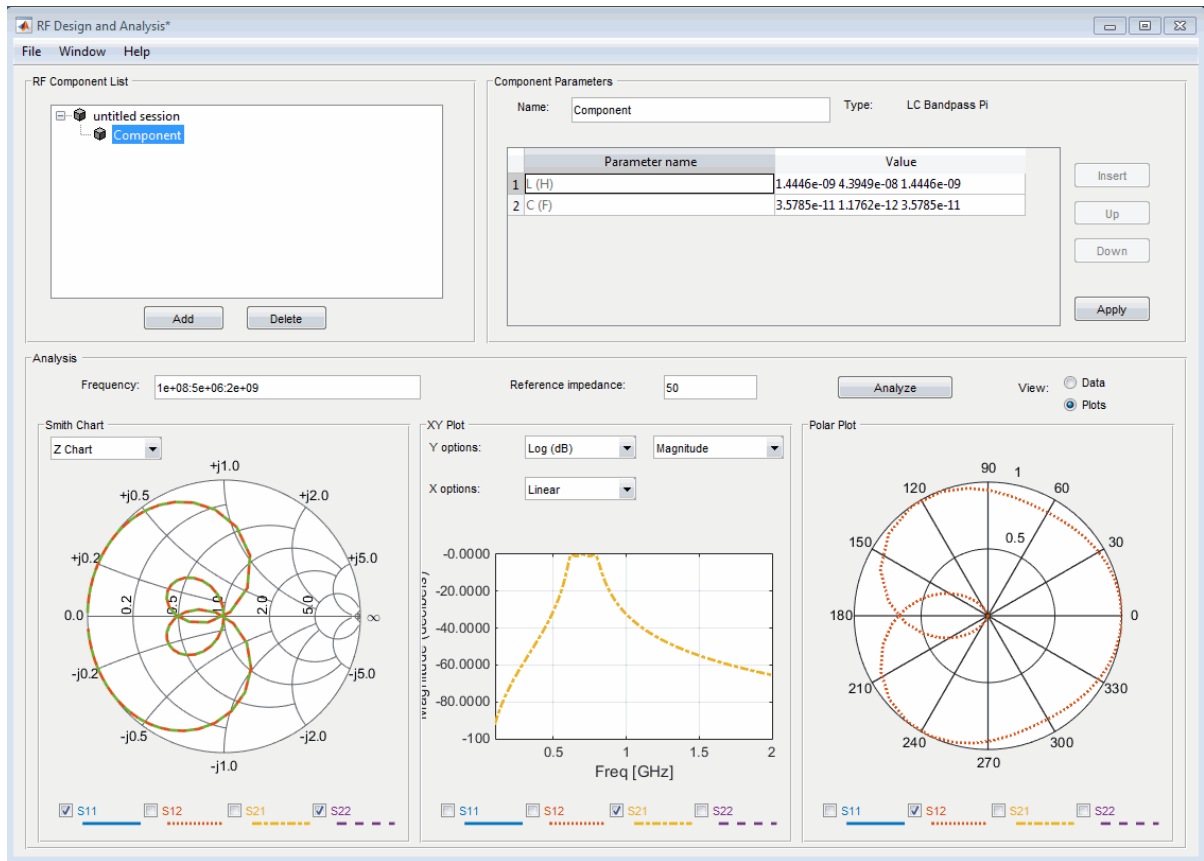 RF Design and Analysis*
File Window Help
RF Component List
untitled session
Component
Add Delete
Component Parameters
Name: Component Type: LC Bandpass Pi
Parameter name Value
1 L (H) 1.4446e-09 4.3949e-08 1.4446e-09
2 C (F) 3.5785e-11 1.1762e-12 3.5785e-11
Insert
Up
Down
Apply
Analysis
Frequency: 1e+08:5e+06:2e+09 Reference impedance: 50 Analyze View: Data
Plots
Smith Chart
Z Chart
+j1.0
+j0.5 +j2.0
+j0.2 +j5.0
0.0 0.2 0.5 1.0 2.0 5.0 ∞
-j0.2 -j5.0
-j0.5 -j2.0
-j1.0
S11 S12 S21 S22
XY Plot
Y options: Log (dB) Magnitude
X options: Linear
-0.0000
-20.0000
-40.0000
-60.0000
-80.0000
-100
Magnitude (decibels)
0.5 1 1.5 2
Freq [GHz]
S11 S12 S21 S22
Polar Plot
90 1
120 60
150 0.5 30
180 0
210 330
240 300
270
S11 S12 S21 S22